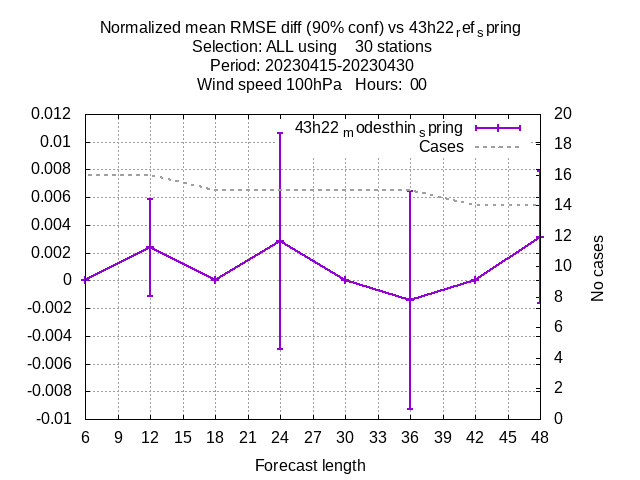 Normalized mean RMSE diff (90% conf) vs 43h22ref spring
Selection: ALL using 30 stations
Period: 20230415-20230430
Wind speed 100hPa Hours: 00
43h22modesthinspring
Cases
0.012
0.01
0.008
0.006
0.004
0.002
0
-0.002
-0.004
-0.006
-0.008
-0.01
20
18
16
14
12
10
8
6
4
2
0
No cases
6 9 12 15 18 21 24 27 30 33 36 39 42 45 48
Forecast length